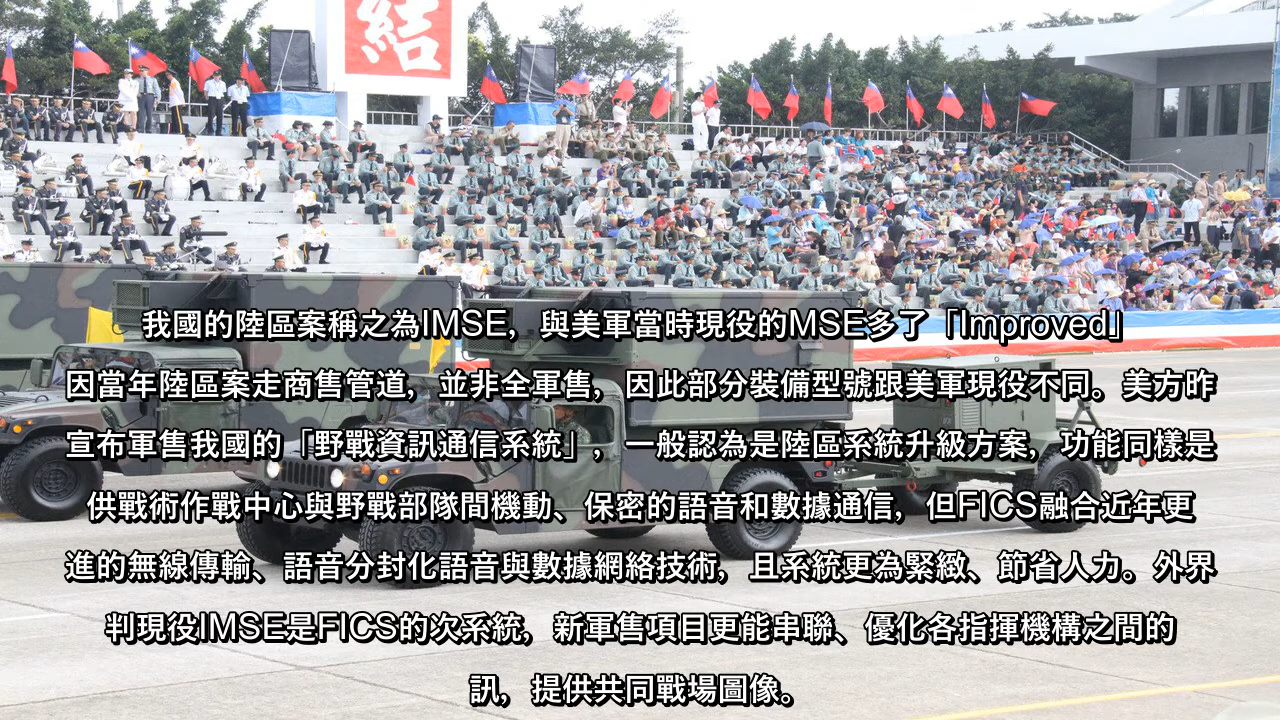 結
我國的陸區案稱之為IMSE，與美軍當時現役的MSE多了「Improved」
因當年陸區案走商售管道，並非全軍售，因此部分裝備型號跟美軍現役不同。美方昨
宣布軍售我國的「野戰資訊通信系統」，一般認為是陸區系統升級方案，功能同樣是
供戰術作戰中心與野戰部隊間機動、保密的語音和數據通信，但FICS融合近年更
進的無線傳輸、語音分封化語音與數據網絡技術，且系統更為緊緻、節省人力。外界
判現役IMSE是FICS的次系統，新軍售項目更能串聯、優化各指揮機構之間的
訊，提供共同戰場圖像。